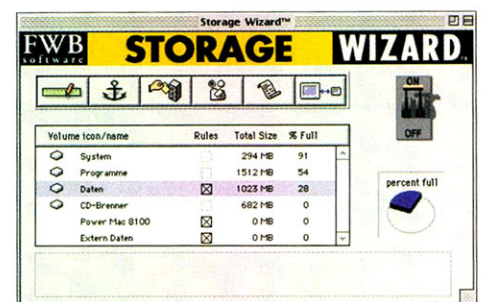 Storage Wizard™
FWB software STORAGE WIZARD™
ON
OFF
Volume icon/name Rules Total Size % Full
System 294 MB 91
Programme 1512 MB 54
Daten 1023 MB 28
CD-Brenner 682 MB 0
Power Mac 8100 0 MB 0
Extern Daten 0 MB 0
percent full